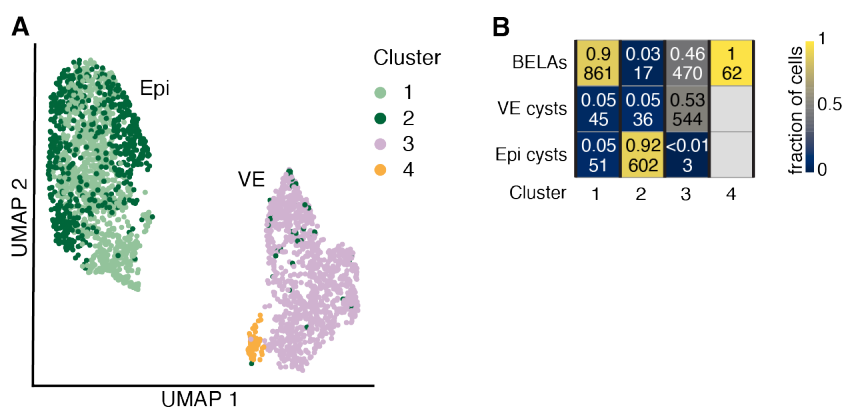 A
Epi
VE
UMAP 2
UMAP 1
Cluster
1
2
3
4
B
BELAs 0.9 0.03 0.46 1
861 17 470 62
VE cysts 0.05 0.05 0.53
45 36 544
Epi cysts 0.05 0.92 <0.01
51 602 3
Cluster 1 2 3 4
fraction of cells
1
0.5
0